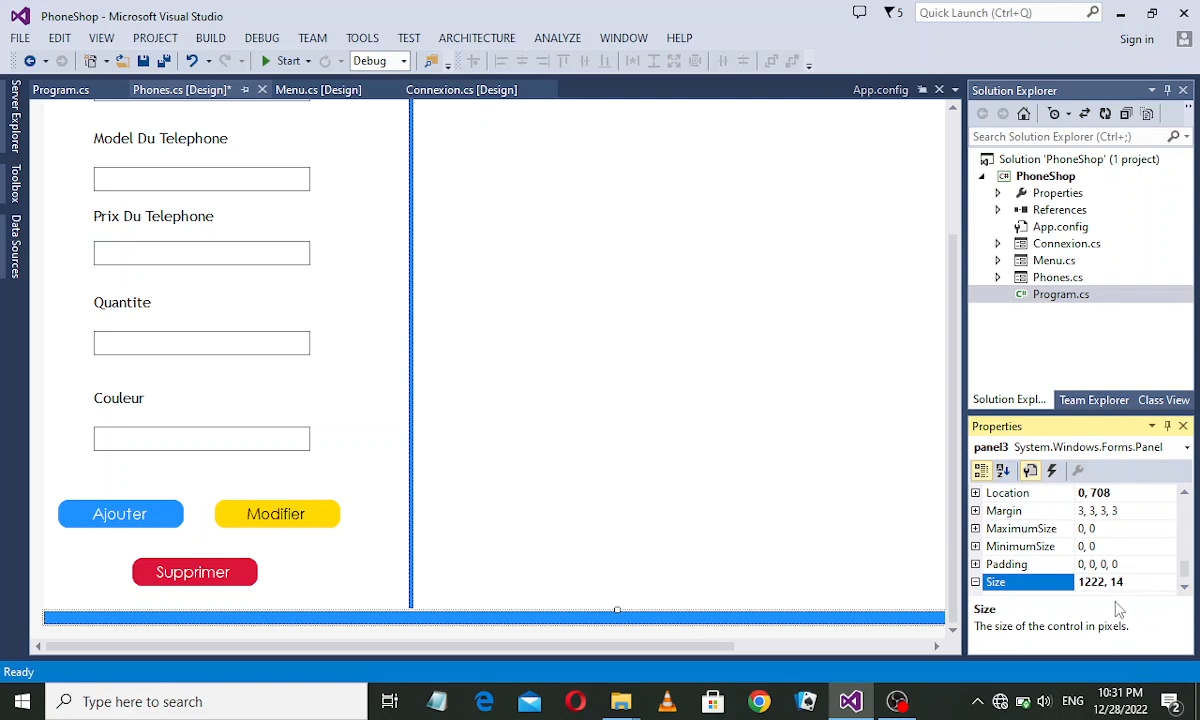 PhoneShop - Microsoft Visual Studio
5
Quick Launch (Ctrl+Q)
FILE EDIT VIEW PROJECT BUILD DEBUG TEAM TOOLS TEST ARCHITECTURE ANALYZE WINDOW HELP
Sign in
Start
Debug
Program.cs
Phones.cs [Design]*
Menu.cs [Design]
Connexion.cs [Design]
App.config
Server Explorer
Toolbox
Data Sources
Model Du Telephone
Prix Du Telephone
Quantite
Couleur
Ajouter
Modifier
Supprimer
Solution Explorer
Search Solution Explorer (Ctrl+;)
Solution 'PhoneShop' (1 project)
C# PhoneShop
Properties
References
App.config
Connexion.cs
Menu.cs
Phones.cs
C# Program.cs
Solution Expl...
Team Explorer
Class View
Properties
panel3 System.Windows.Forms.Panel
Location 0, 708
Margin 3, 3, 3, 3
MaximumSize 0, 0
MinimumSize 0, 0
Padding 0, 0, 0, 0
Size 1222, 14
Size
The size of the control in pixels.
Ready
Type here to search
ENG
10:31 PM
12/28/2022
2